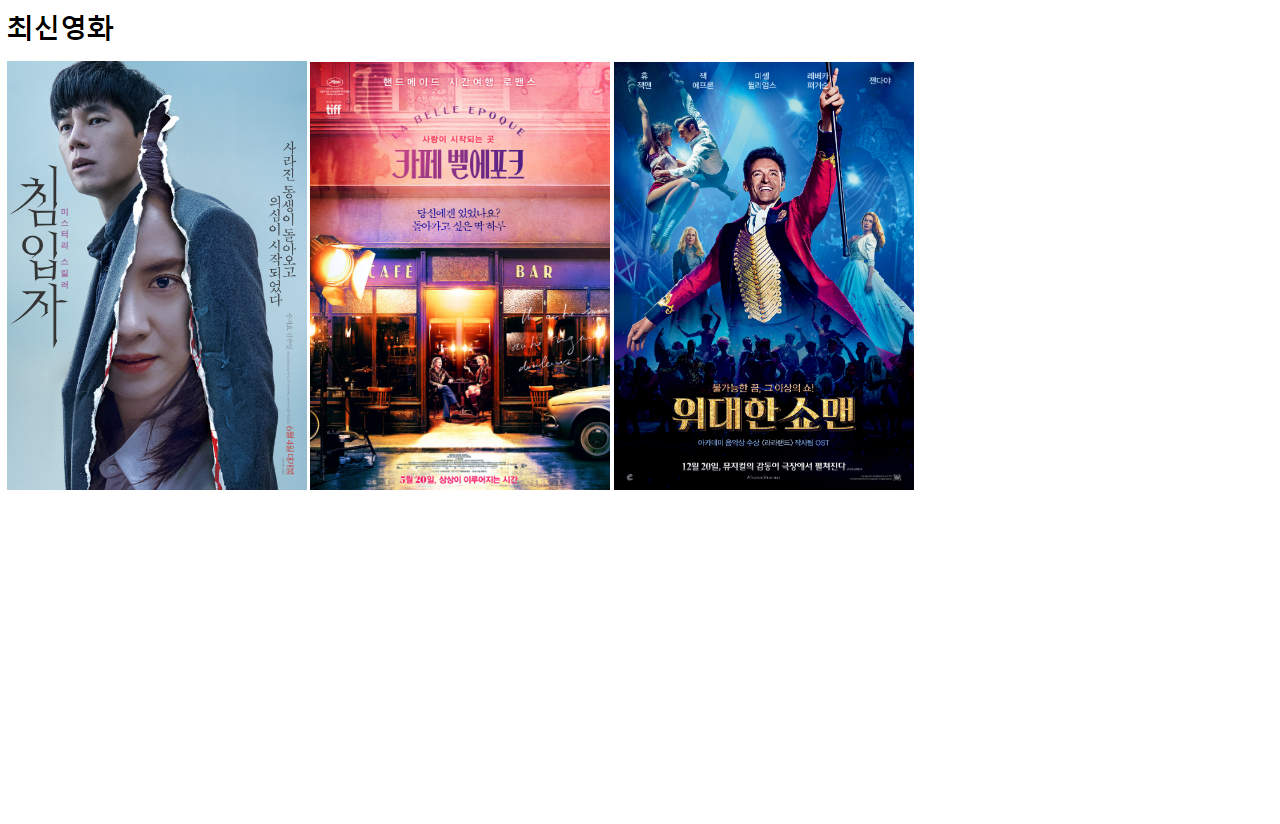 최신영화
침입자
미스터리 스릴러
사라진 동생이 돌아오고
의심이 시작되었다
6월 4일 대개봉
tiff
핸드메이드 시간여행 로맨스
LA BELLE EPOQUE
사랑이 시작되는 곳
카페 벨에포크
당신에겐 있었나요?
돌아가고 싶은 딱 하루
CAFÉ BAR
5월 20일, 상상이 이루어지는 시간
휴 잭맨
잭 에프론
미셸 윌리엄스
레베카 퍼거슨
젠다야
불가능한 꿈, 그 이상의 쇼!
위대한 쇼맨
아카데미 음악상 수상 <라라랜드> 작사팀 OST
12월 20일, 뮤지컬의 감동이 극장에서 펼쳐진다